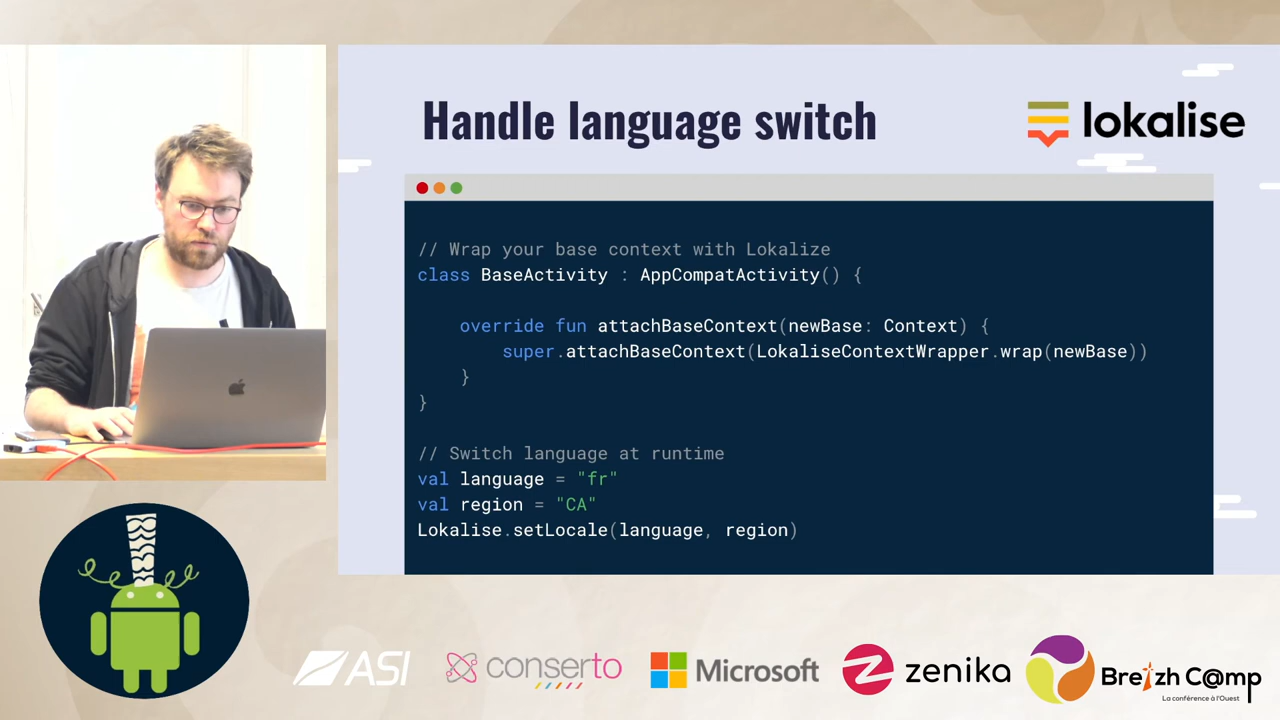 Handle language switch
lokalise
// Wrap your base context with Lokalize
class BaseActivity : AppCompatActivity() {
override fun attachBaseContext(newBase: Context) {
super.attachBaseContext(LokaliseContextWrapper.wrap(newBase))
}
}
// Switch language at runtime
val language = "fr"
val region = "CA"
Lokalise.setLocale(language, region)
ASI
conserto
Microsoft
zenika
Breizh C@mp
La conférence à l'Ouest